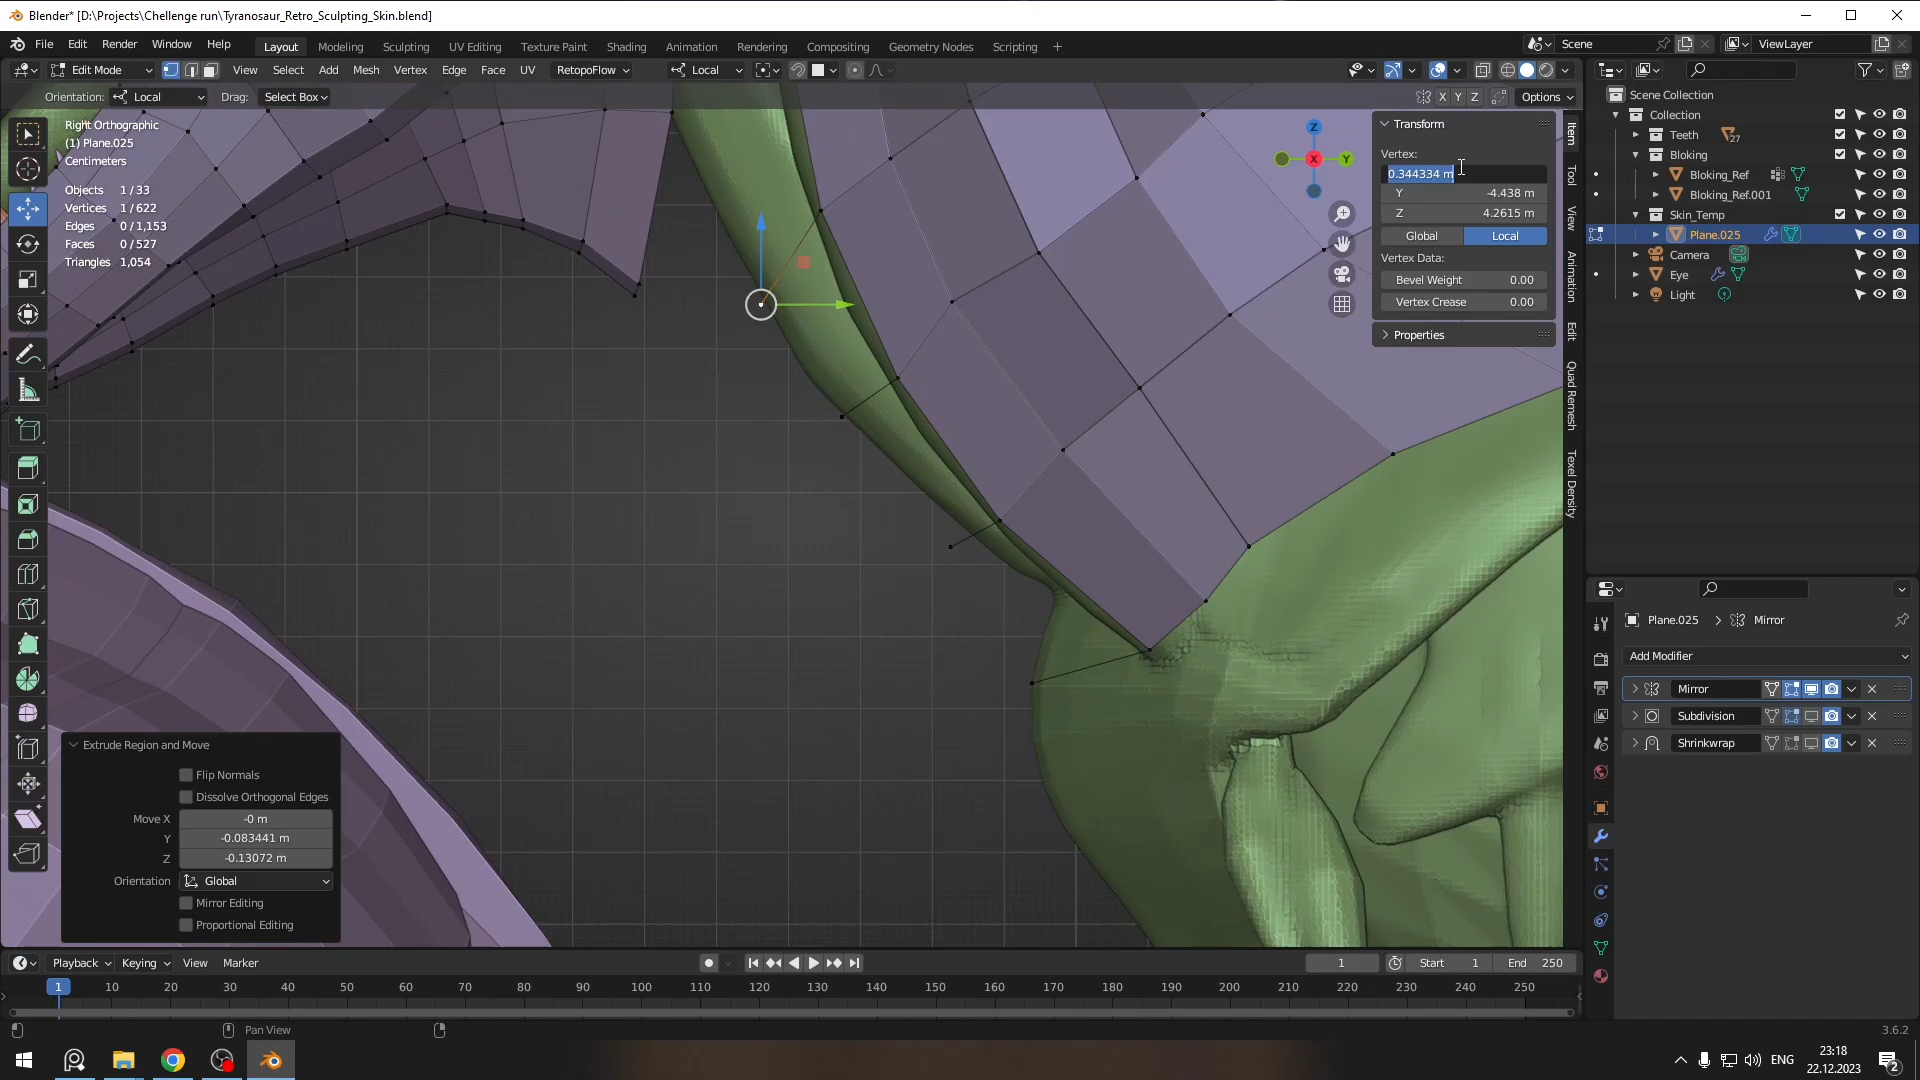 Blender* [D:\Projects\Chellenge run\Tyranosaur_Retro_Sculpting_Skin.blend]
File Edit Render Window Help Layout Modeling Sculpting UV Editing Texture Paint Shading Animation Rendering Compositing Geometry Nodes Scripting + Scene ViewLayer
Edit Mode View Select Add Mesh Vertex Edge Face UV RetopoFlow Local
Orientation: Local Drag: Select Box X Y Z Options
Right Orthographic
(1) Plane.025
Centimeters
Objects 1 / 33
Vertices 1 / 622
Edges 0 / 1,153
Faces 0 / 527
Triangles 1,054
Z
X
Y
Transform
Vertex:
0.344334 m
Y -4.438 m
Z 4.2615 m
Global Local
Vertex Data:
Bevel Weight 0.00
Vertex Crease 0.00
Properties
Item
Tool
View
Animation
Edit
Quad Remesh
Texel Density
Scene Collection
Collection
Teeth 27
Bloking
Bloking_Ref
Bloking_Ref.001
Skin_Temp
Plane.025
Camera
Eye
Light
Plane.025 > Mirror
Add Modifier
Mirror
Subdivision
Shrinkwrap
Extrude Region and Move
Flip Normals
Dissolve Orthogonal Edges
Move X -0 m
Y -0.083441 m
Z -0.13072 m
Orientation Global
Mirror Editing
Proportional Editing
Playback Keying View Marker 1 Start 1 End 250
1 10 20 30 40 50 60 70 80 90 100 110 120 130 140 150 160 170 180 190 200 210 220 230 240 250
Pan View 3.6.2
ENG 23:18
22.12.2023
2